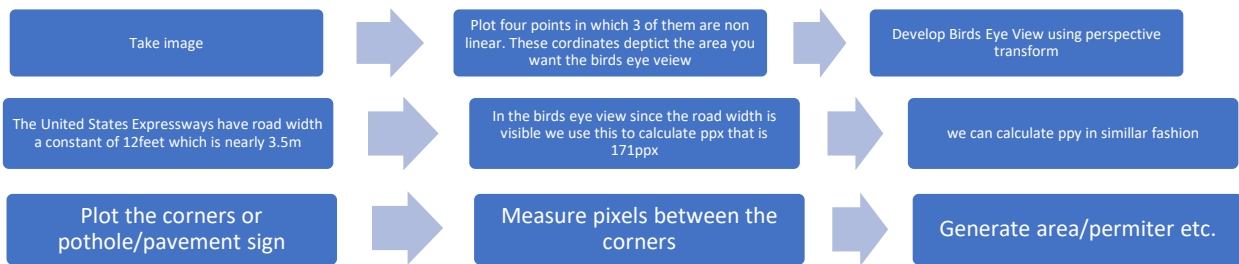 Take image
Plot four points in which 3 of them are non
linear. These cordinates deptict the area you
want the birds eye veiew
Develop Birds Eye View using perspective
transform
The United States Expressways have road width
a constant of 12feet which is nearly 3.5m
In the birds eye view since the road width is
visible we use this to calculate ppx that is
171ppx
we can calculate ppy in simillar fashion
Plot the corners or
pothole/pavement sign
Measure pixels between the
corners
Generate area/permiter etc.